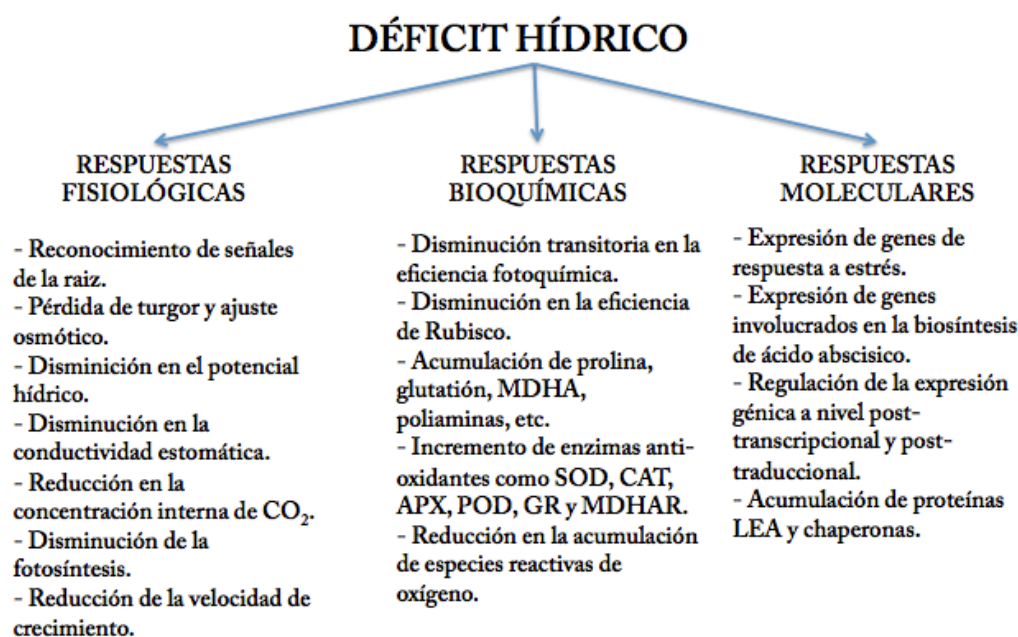 DÉFICIT HÍDRICO
RESPUESTAS
FISIOLÓGICAS
- Reconocimiento de señales
de la raiz.
- Pérdida de turgor y ajuste
osmótico.
- Disminición en el potencial
hídrico.
- Disminución en la
conductividad estomática.
- Reducción en la
concentración interna de CO₂.
- Disminución de la
fotosíntesis.
- Reducción de la velocidad de
crecimiento.
RESPUESTAS
BIOQUÍMICAS
- Disminución transitoria en la
eficiencia fotoquímica.
- Disminución en la eficiencia
de Rubisco.
- Acumulación de prolina,
glutatión, MDHA,
poliaminas, etc.
- Incremento de enzimas anti-
oxidantes como SOD, CAT,
APX, POD, GR y MDHAR.
- Reducción en la acumulación
de especies reactivas de
oxígeno.
RESPUESTAS
MOLECULARES
- Expresión de genes de
respuesta a estrés.
- Expresión de genes
involucrados en la biosíntesis
de ácido abscisico.
- Regulación de la expresión
génica a nivel post-
transcripcional y post-
traduccional.
- Acumulación de proteínas
LEA y chaperonas.